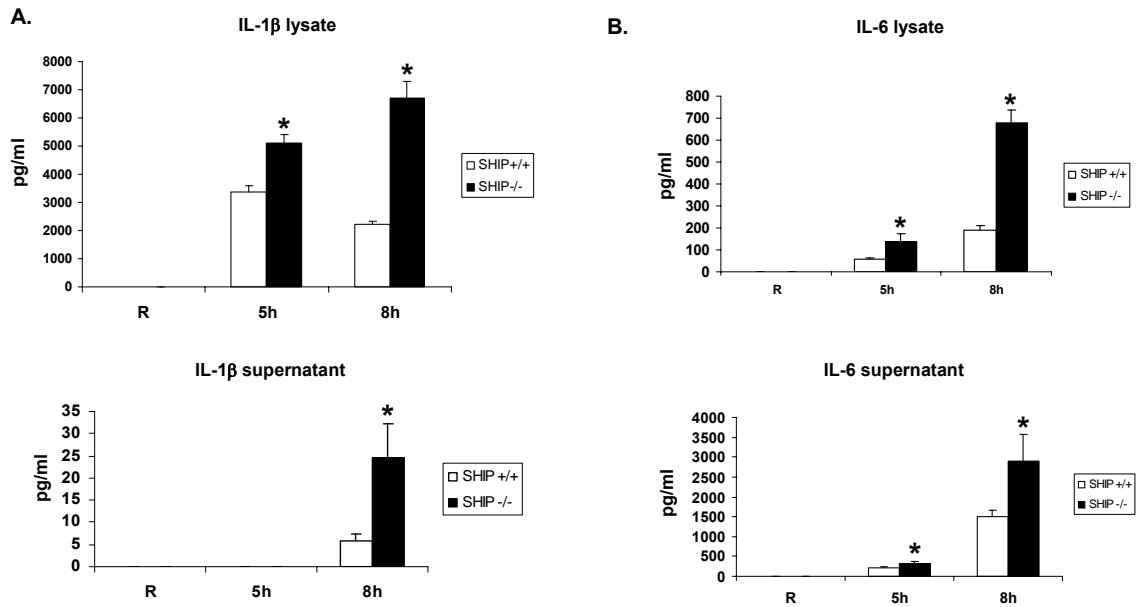 A.
IL-1β lysate
8000
7000
6000
5000
4000
3000
2000
1000
0
pg/ml
*
*
R
5h
8h
SHIP+/+
SHIP-/-
B.
IL-6 lysate
800
700
600
500
400
300
200
100
0
pg/ml
*
*
R
5h
8h
SHIP +/+
SHIP -/-
IL-1β supernatant
35
30
25
20
15
10
5
0
pg/ml
*
R
5h
8h
SHIP +/+
SHIP -/-
IL-6 supernatant
4000
3500
3000
2500
2000
1500
1000
500
0
pg/ml
*
*
R
5h
8h
SHIP +/+
SHIP -/-